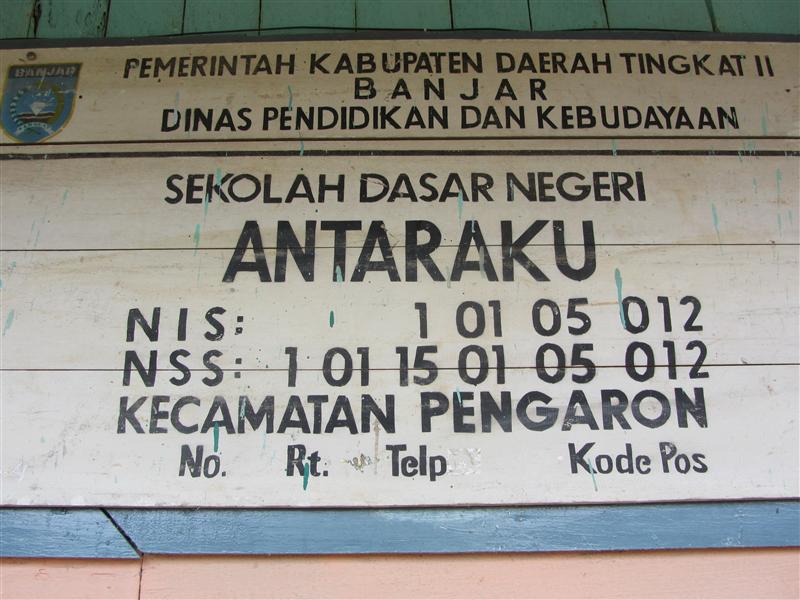 BANJAR
PEMERINTAH KABUPATEN DAERAH TINGKAT II
BANJAR
DINAS PENDIDIKAN DAN KEBUDAYAAN
SEKOLAH DASAR NEGERI
ANTARAKU
NIS: 1 01 05 012
NSS: 1 01 15 01 05 012
KECAMATAN PENGARON
No. Rt. Telp Kode Pos